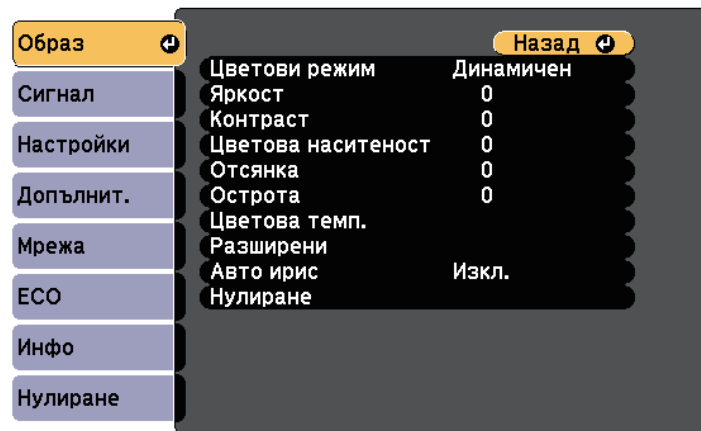 Образ
Сигнал
Настройки
Допълнит.
Мрежа
ECO
Инфо
Нулиране
Назад
Цветови режим Динамичен
Яркост 0
Контраст 0
Цветова наситеност 0
Отсянка 0
Острота 0
Цветова темп.
Разширени
Авто ирис Изкл.
Нулиране